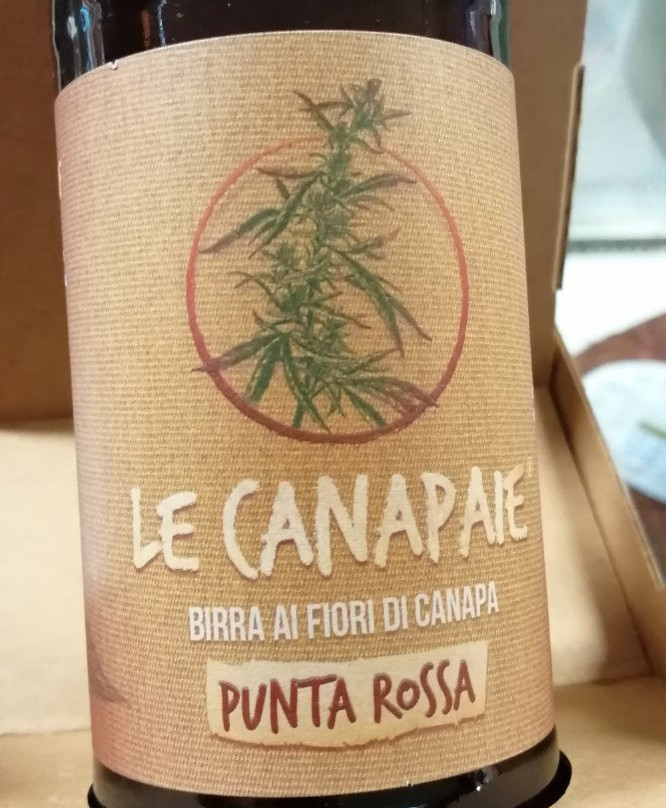 LE CANAPAIE
BIRRA AI FIORI DI CANAPA
PUNTA ROSSA